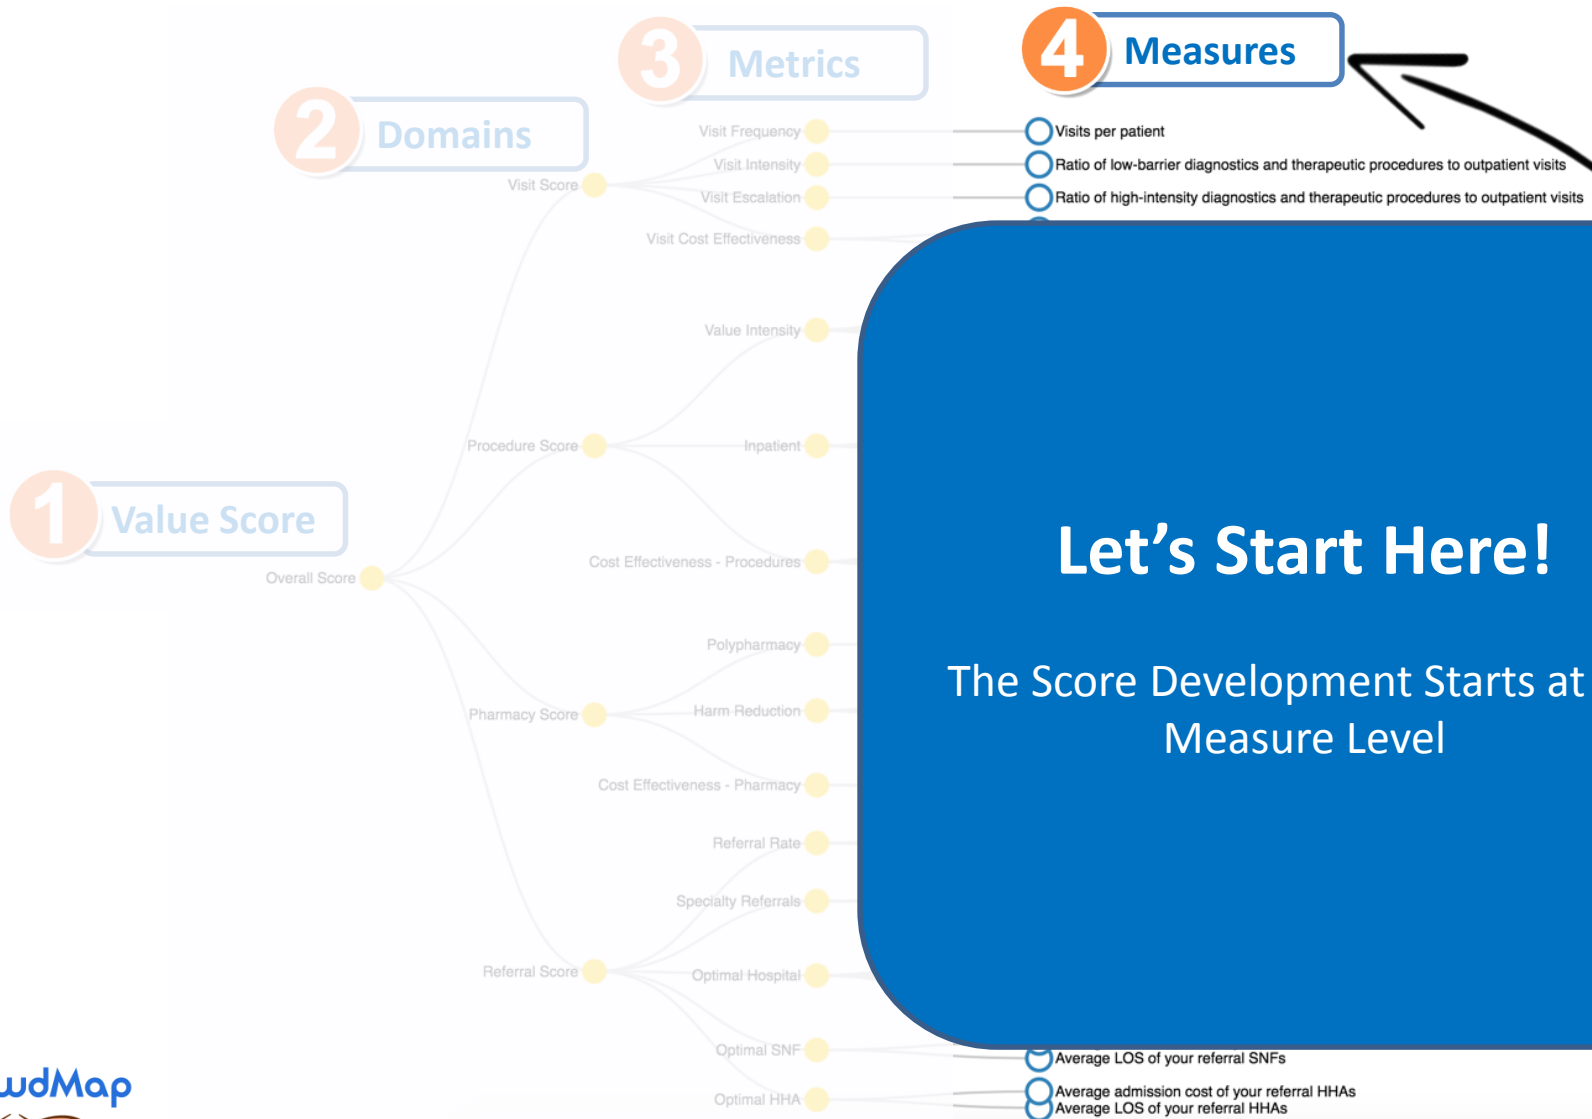 4 Measures
3 Metrics
2 Domains
Visit Frequency
Visits per patient
Visit Intensity
Ratio of low-barrier diagnostics and therapeutic procedures to outpatient visits
Visit Score
Visit Escalation
Ratio of high-intensity diagnostics and therapeutic procedures to outpatient visits
Visit Cost Effectiveness
Value Intensity
Procedure Score
Inpatient
1 Value Score
Let's Start Here!
Cost Effectiveness - Procedures
Overall Score
Polypharmacy
The Score Development Starts at
Measure Level
Pharmacy Score
Harm Reduction
Cost Effectiveness - Pharmacy
Referral Rate
Specialty Referrals
Referral Score
Optimal Hospital
Optimal SNF
Average LOS of your referral SNFs
Optimal HHA
Average admission cost of your referral HHAs
Average LOS of your referral HHAs
wdMap